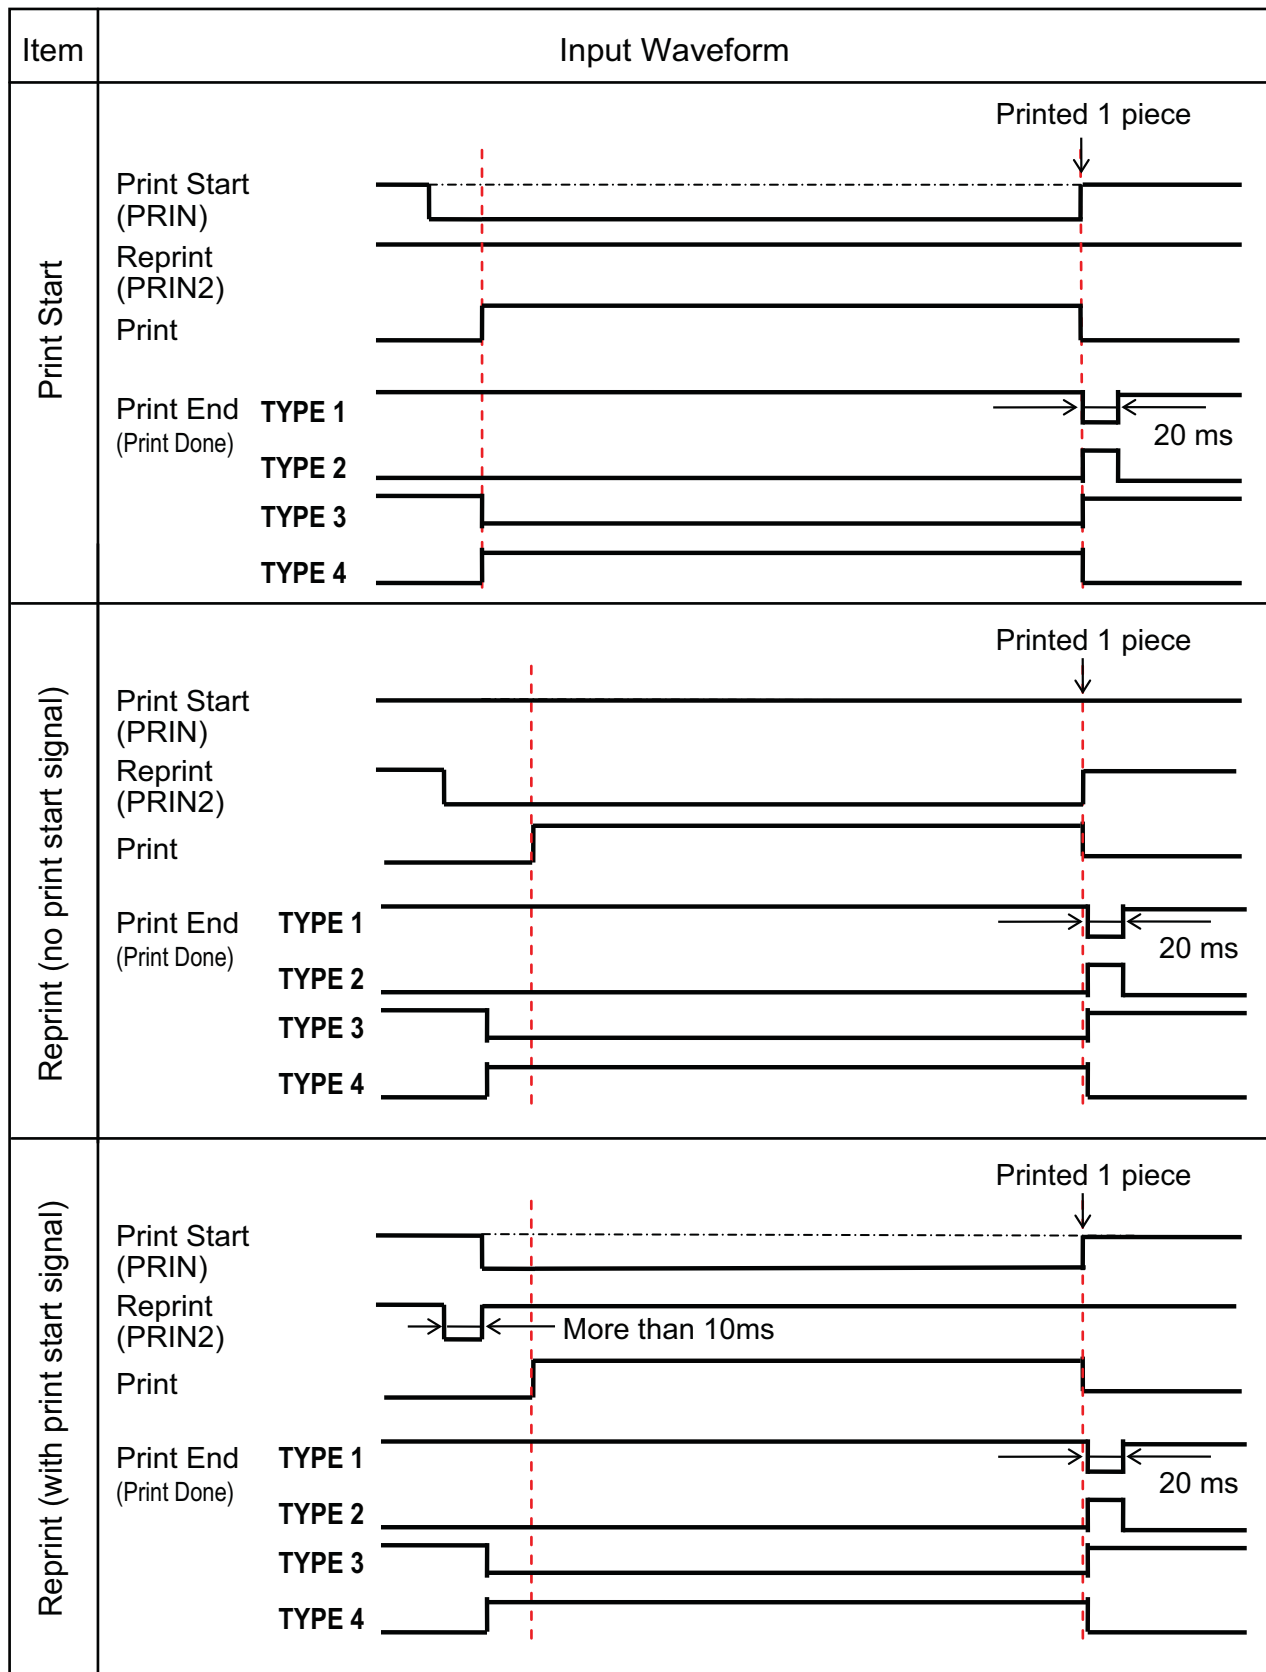 Item
Input Waveform
Print Start
Printed 1 piece
Print Start
(PRIN)
Reprint
(PRIN2)
Print
Print End TYPE 1
(Print Done)
20 ms
TYPE 2
TYPE 3
TYPE 4
Reprint (no print start signal)
Printed 1 piece
Print Start
(PRIN)
Reprint
(PRIN2)
Print
Print End TYPE 1
(Print Done)
20 ms
TYPE 2
TYPE 3
TYPE 4
Reprint (with print start signal)
Printed 1 piece
Print Start
(PRIN)
Reprint
(PRIN2)
More than 10ms
Print
Print End TYPE 1
(Print Done)
20 ms
TYPE 2
TYPE 3
TYPE 4